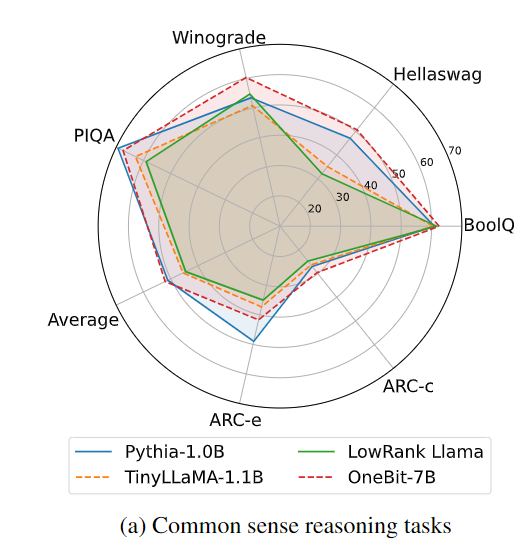 Winograde
Hellaswag
PIQA
70
60
50
40
30
20
BoolQ
Average
ARC-c
ARC-e
Pythia-1.0B
LowRank Llama
TinyLLaMA-1.1B
OneBit-7B
(a) Common sense reasoning tasks